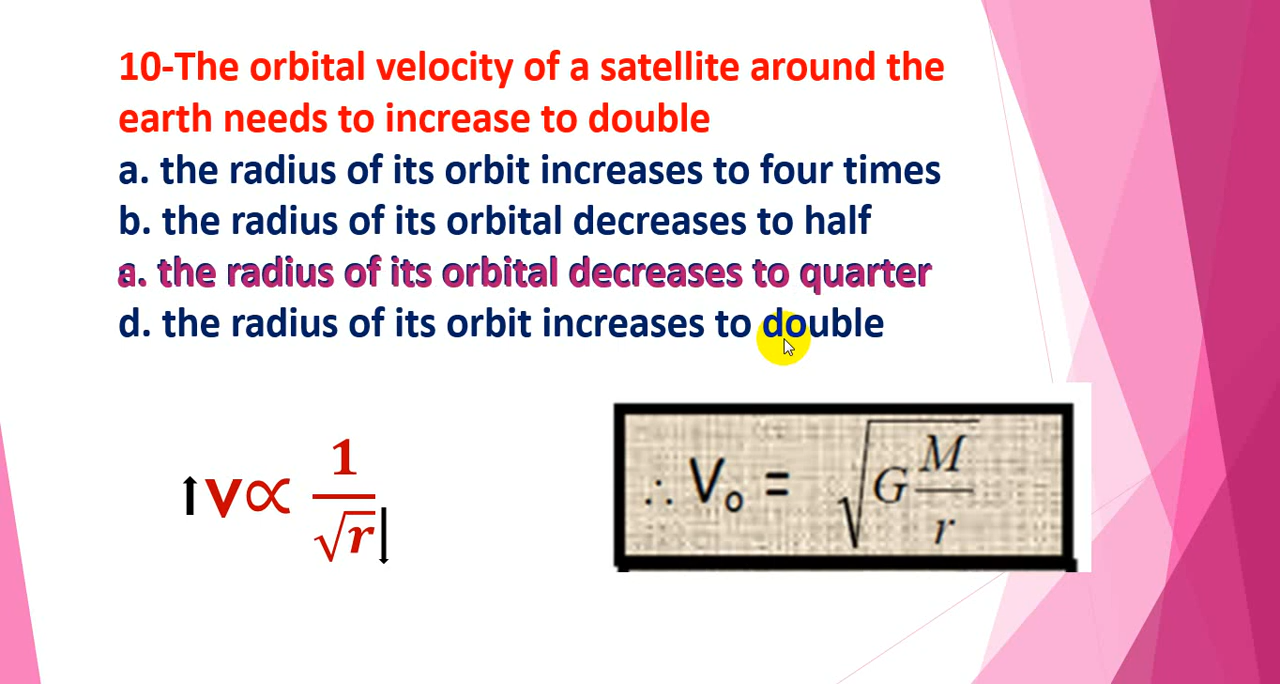 10-The orbital velocity of a satellite around the
earth needs to increase to double
a. the radius of its orbit increases to four times
b. the radius of its orbital decreases to half
a. the radius of its orbital decreases to quarter
d. the radius of its orbit increases to double
↑v∝ 1/√r↓
∴ Vo = √(G M/r)